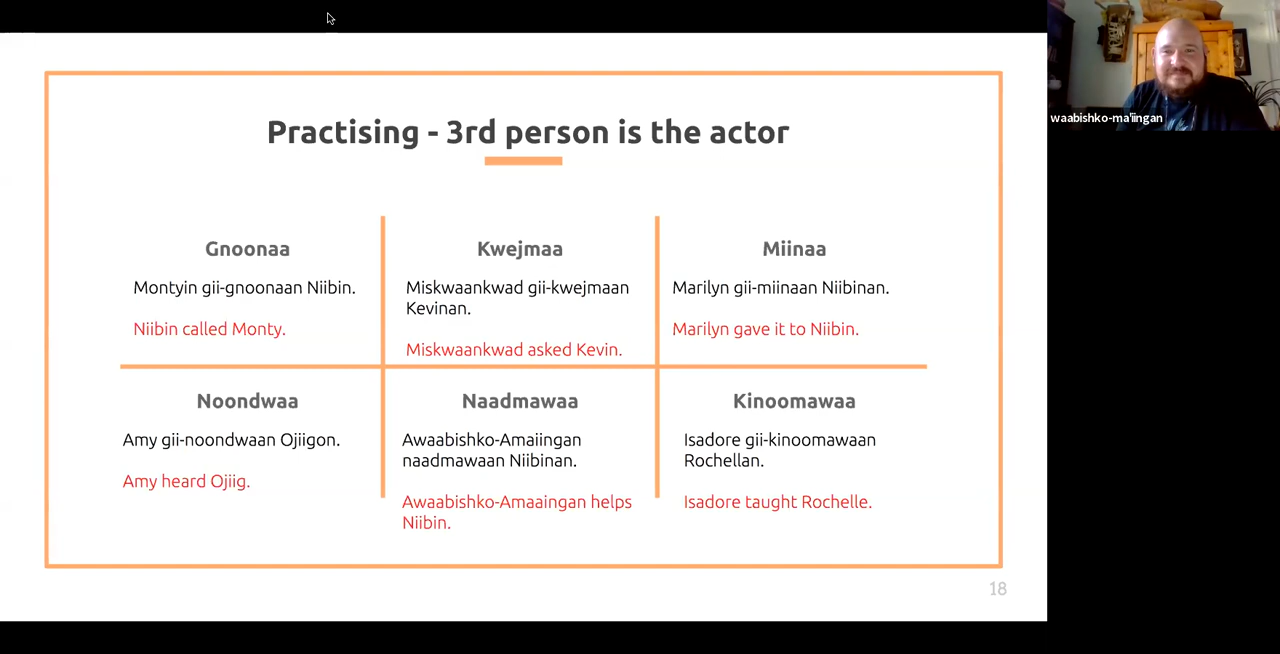 Practising - 3rd person is the actor
waabishko-ma'iingan
Gnoonaa
Montyin gii-gnoonaan Niibin.
Niibin called Monty.
Kwejmaa
Miskwaankwad gii-kwejmaan
Kevinan.
Miskwaankwad asked Kevin.
Miinaa
Marilyn gii-miinaan Niibinan.
Marilyn gave it to Niibin.
Noondwaa
Amy gii-noondwaan Ojiigon.
Amy heard Ojiig.
Naadmawaa
Awaabishko-Amaiingan
naadmawaan Niibinan.
Awaabishko-Amaaingan helps
Niibin.
Kinoomawaa
Isadore gii-kinoomawaan
Rochellan.
Isadore taught Rochelle.
18